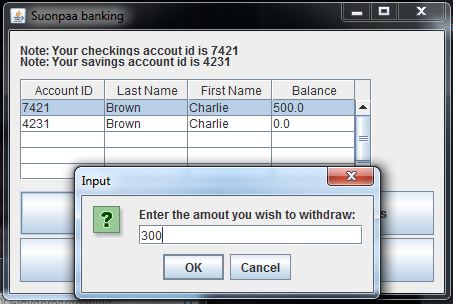 Suonpaa banking
Note: Your checkings accout id is 7421
Note: Your savings account id is 4231
Account ID Last Name First Name Balance
7421 Brown Charlie 500.0
4231 Brown Charlie 0.0
Input
Enter the amout you wish to withdraw:
300
OK Cancel